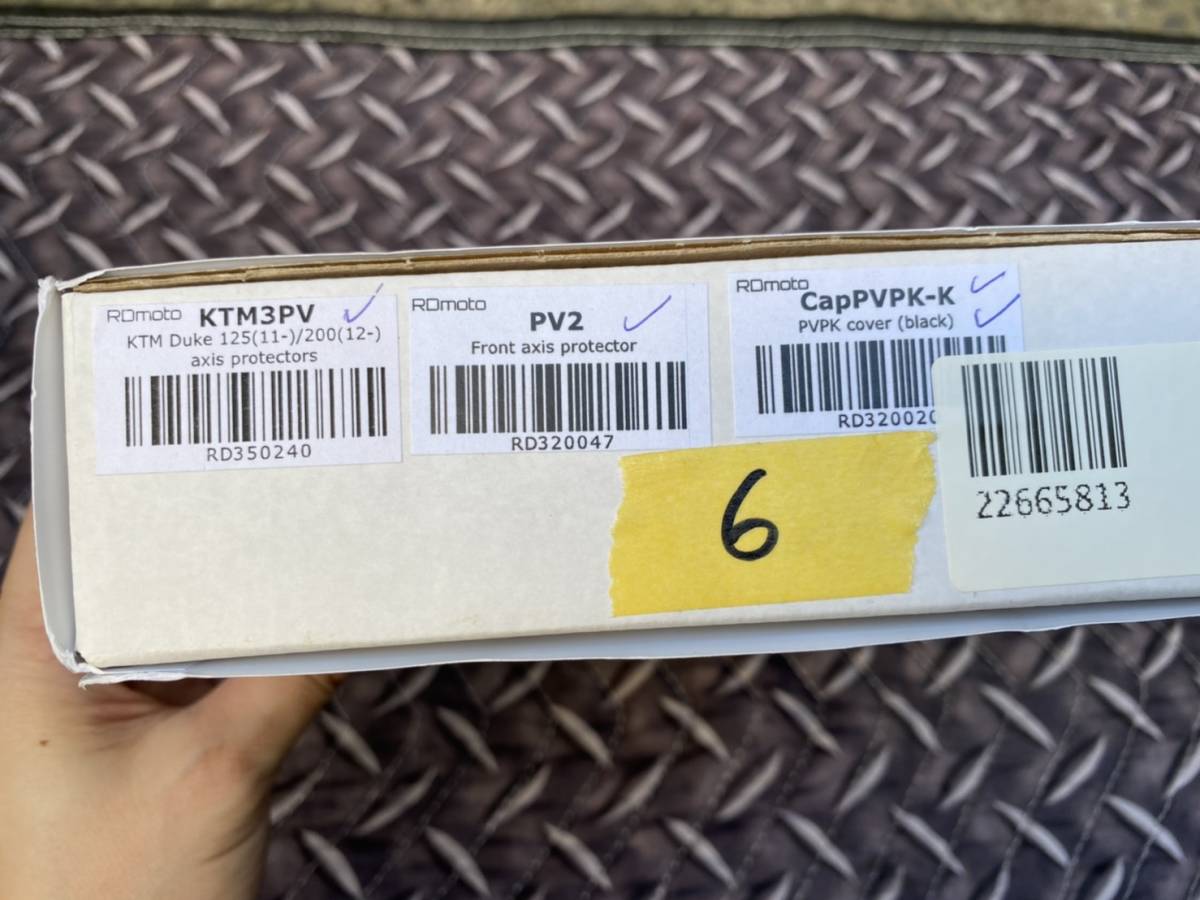 RDmoto KTM3PV
KTM Duke 125(11-)/200(12-)
axis protectors
RD350240
RDmoto
PV2
Front axis protector
RD320047
RDmoto
CapPVPK-K
PVPK cover (black)
RD320020
6
22665813